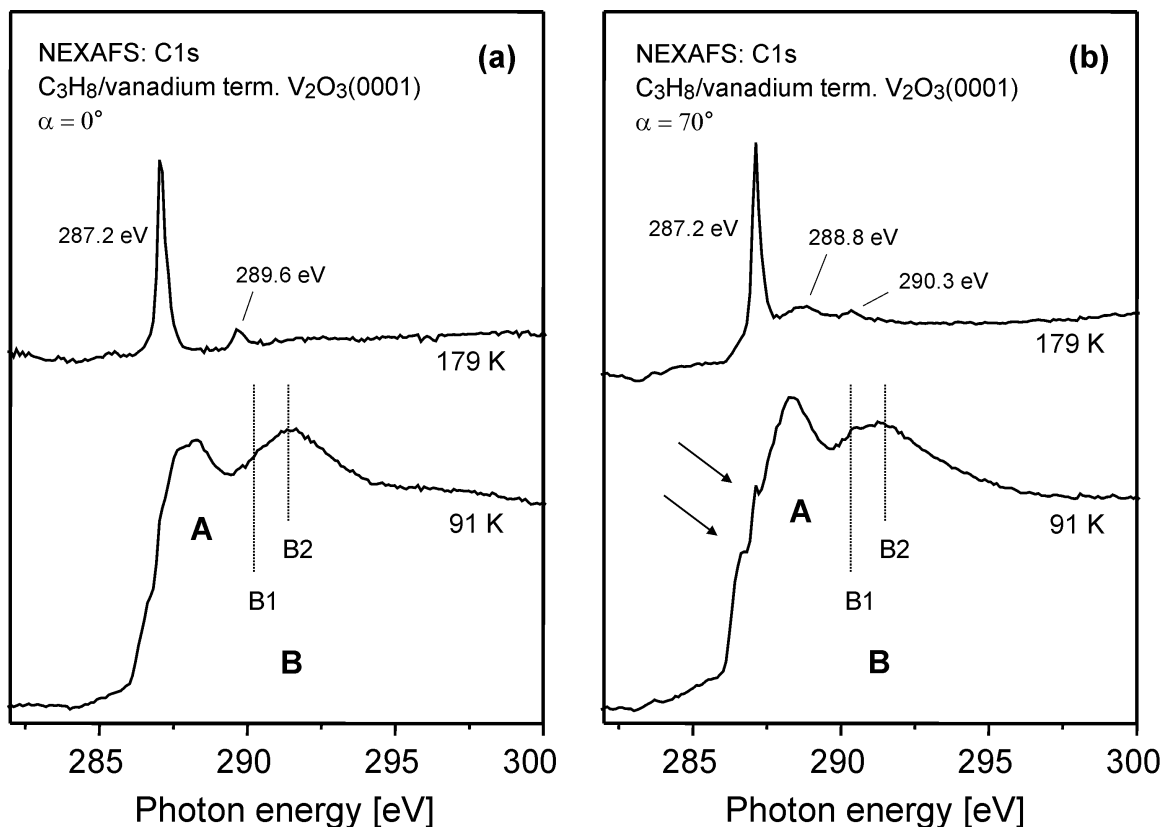 NEXAFS: C1s
(a)
C₃H₈/vanadium term. V₂O₃(0001)
α = 0°
287.2 eV
289.6 eV
179 K
A
91 K
B2
B1
B
285
290
295
300
Photon energy [eV]
NEXAFS: C1s
(b)
C₃H₈/vanadium term. V₂O₃(0001)
α = 70°
287.2 eV
288.8 eV
290.3 eV
179 K
A
91 K
B2
B1
B
285
290
295
300
Photon energy [eV]